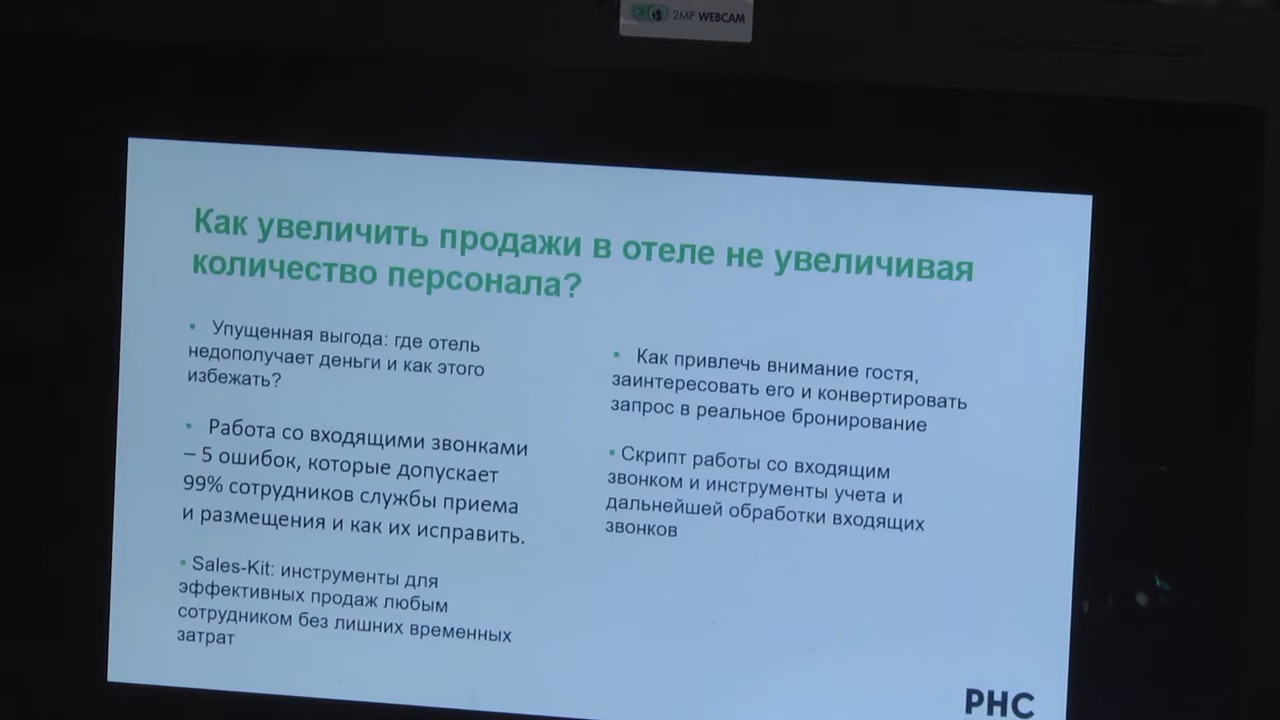 2MP WEBCAM
Как увеличить продажи в отеле не увеличивая
количество персонала?
• Упущенная выгода: где отель
недополучает деньги и как этого
избежать?
• Работа со входящими звонками
– 5 ошибок, которые допускает
99% сотрудников службы приема
и размещения и как их исправить.
• Sales-Kit: инструменты для
эффективных продаж любым
сотрудником без лишних временных
затрат
• Как привлечь внимание гостя,
заинтересовать его и конвертировать
запрос в реальное бронирование
• Скрипт работы со входящим
звонком и инструменты учета и
дальнейшей обработки входящих
звонков
PHC